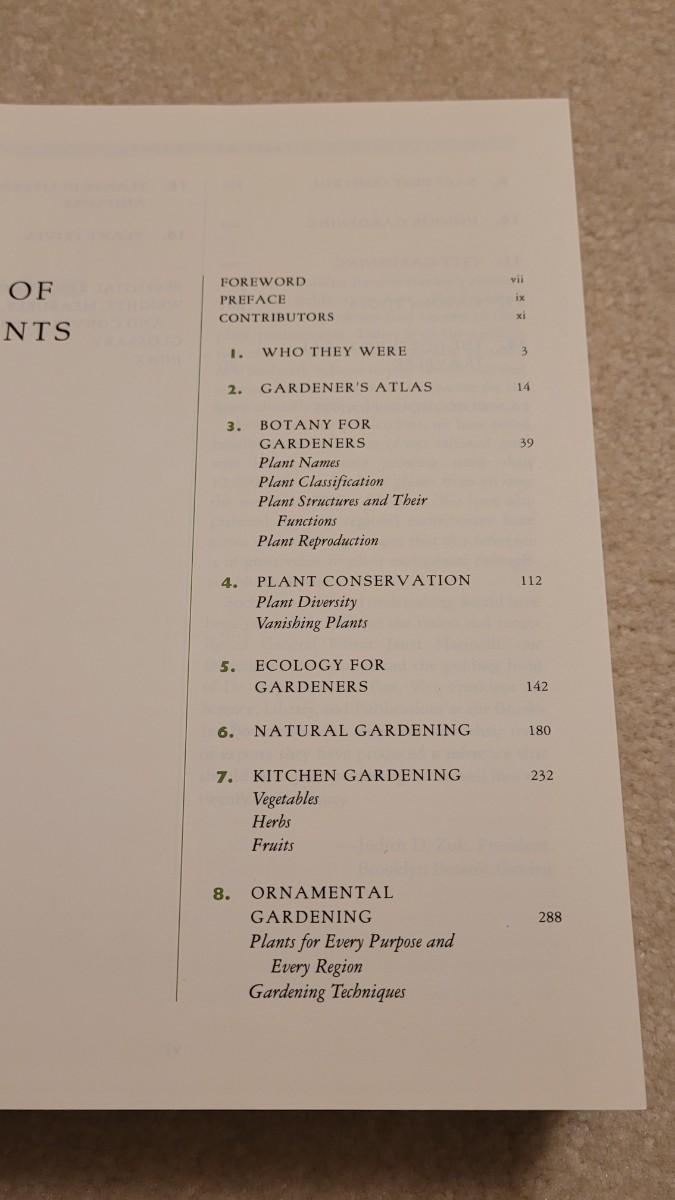 OF
NTS
FOREWORD vii
PREFACE ix
CONTRIBUTORS xi
1. WHO THEY WERE 3
2. GARDENER'S ATLAS 14
3. BOTANY FOR
GARDENERS 39
Plant Names
Plant Classification
Plant Structures and Their
Functions
Plant Reproduction
4. PLANT CONSERVATION 112
Plant Diversity
Vanishing Plants
5. ECOLOGY FOR
GARDENERS 142
6. NATURAL GARDENING 180
7. KITCHEN GARDENING 232
Vegetables
Herbs
Fruits
8. ORNAMENTAL
GARDENING 288
Plants for Every Purpose and
Every Region
Gardening Techniques